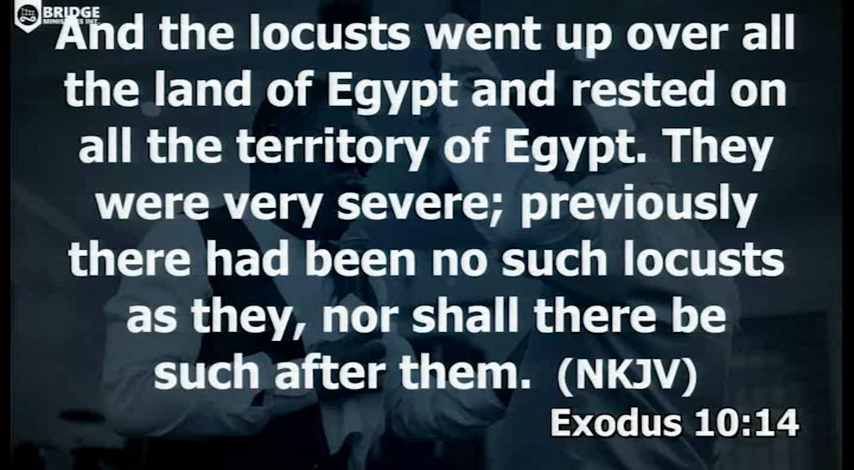 BRIDGE
MINISTRIES INT.
And the locusts went up over all
the land of Egypt and rested on
all the territory of Egypt. They
were very severe; previously
there had been no such locusts
as they, nor shall there be
such after them. (NKJV)
Exodus 10:14